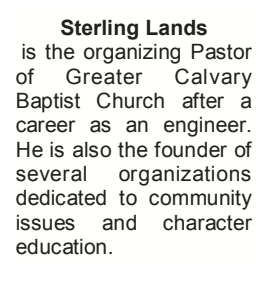 Sterling Lands
is the organizing Pastor
of Greater Calvary
Baptist Church after a
career as an engineer.
He is also the founder of
several organizations
dedicated to community
issues and character
education.